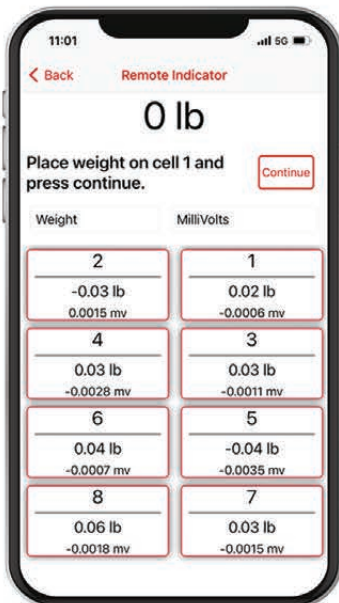 11:01
5G
Back Remote Indicator
0 lb
Place weight on cell 1 and
press continue.
Continue
Weight MilliVolts
2 1
-0.03 lb 0.02 lb
0.0015 mv -0.0006 mv
4 3
0.03 lb 0.03 lb
-0.0028 mv -0.0011 mv
6 5
0.04 lb -0.04 lb
-0.0007 mv -0.0035 mv
8 7
0.06 lb 0.03 lb
-0.0018 mv -0.0015 mv